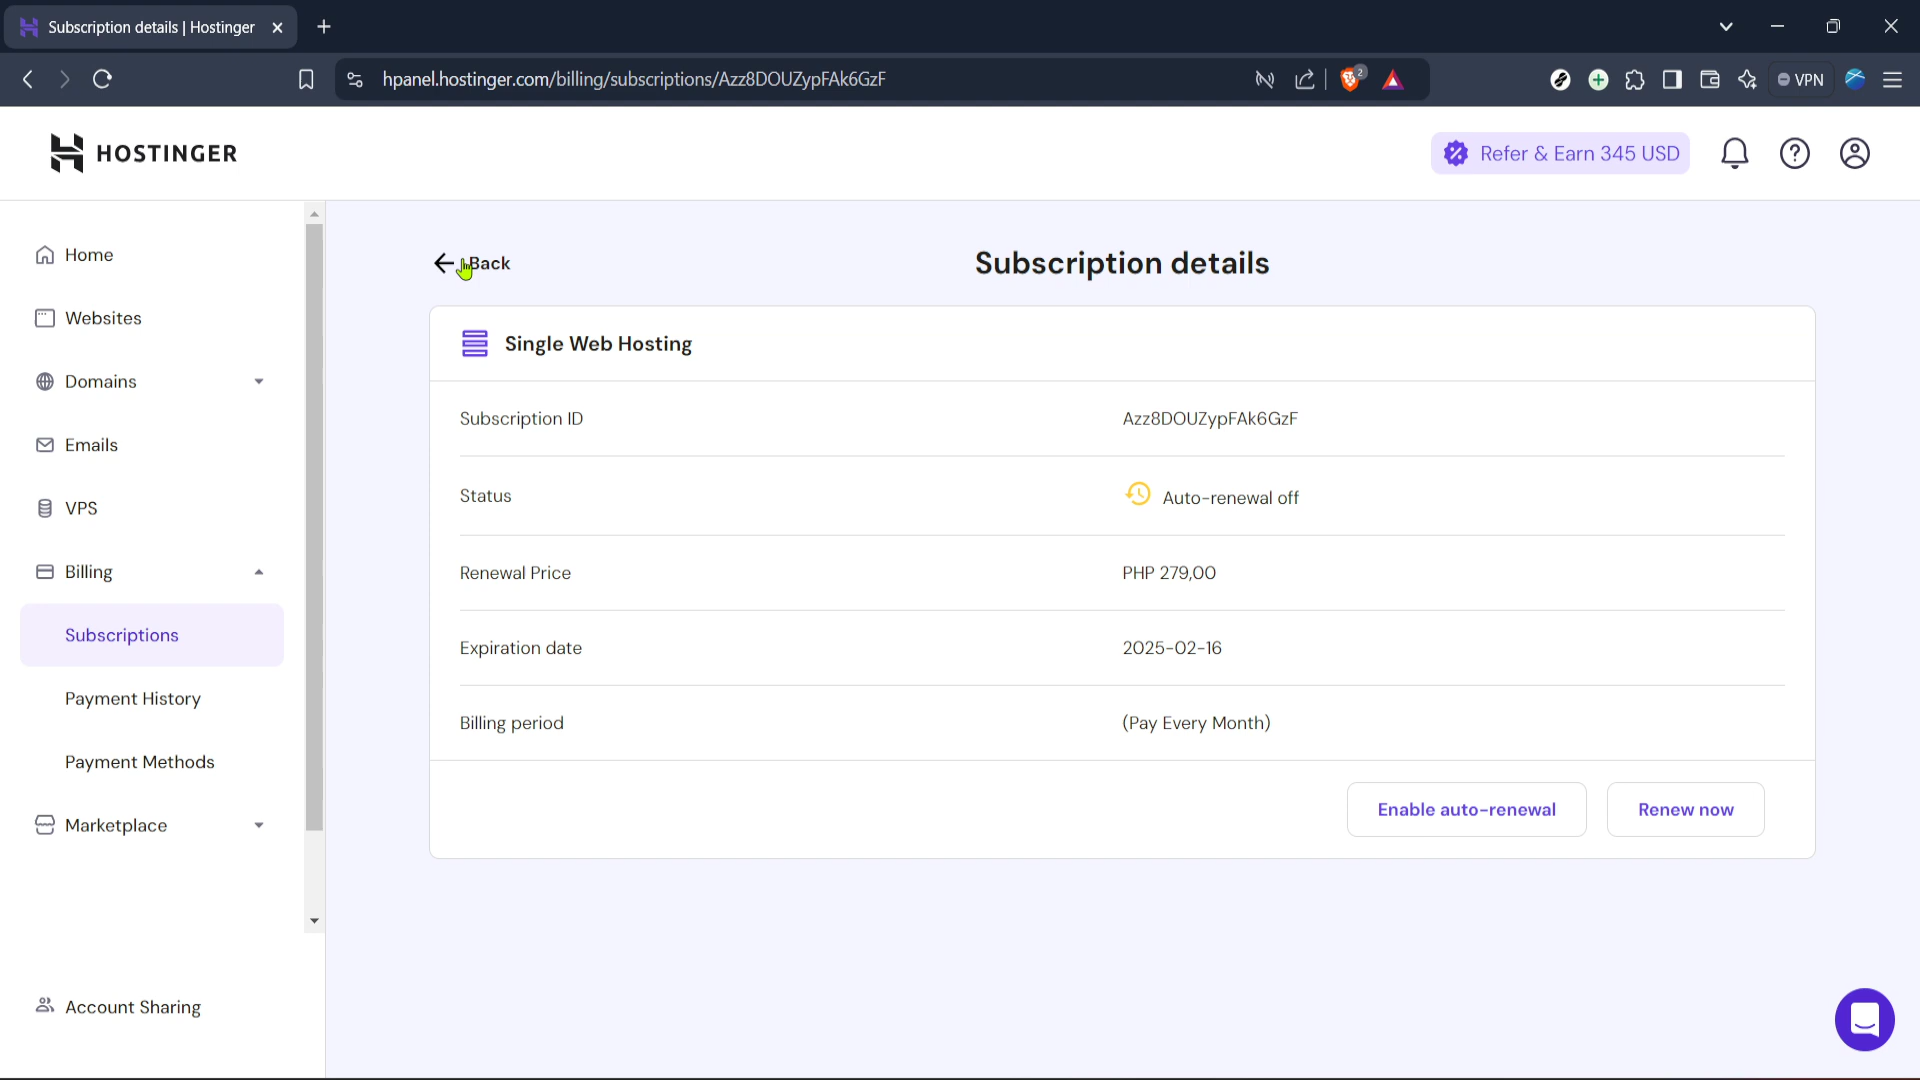 Subscription details | Hostinger
hpanel.hostinger.com/billing/subscriptions/Azz8DOUZypFAk6GzF
2
VPN
HOSTINGER
Refer & Earn 345 USD
Home
Websites
Domains
Emails
VPS
Billing
Subscriptions
Payment History
Payment Methods
Marketplace
Account Sharing
Back
Subscription details
Single Web Hosting
Subscription ID
Azz8DOUZypFAk6GzF
Status
Auto-renewal off
Renewal Price
PHP 279,00
Expiration date
2025-02-16
Billing period
(Pay Every Month)
Enable auto-renewal
Renew now